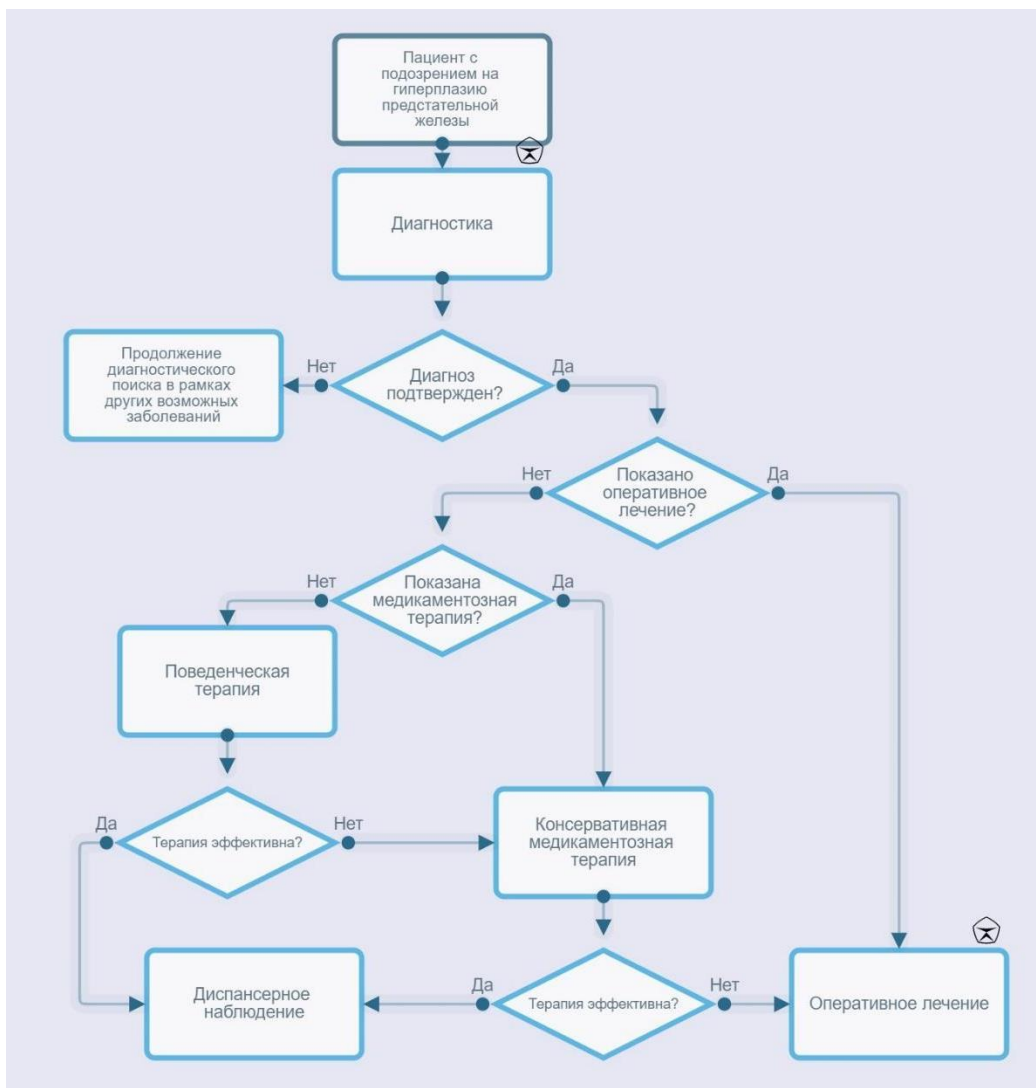 Пациент с
подозрением на
гиперплазию
предстательной
железы
Диагностика
Продолжение
диагностического
поиска в рамках
других возможных
заболеваний
Нет
Диагноз
подтвержден?
Да
Нет
Показано
оперативное
лечение?
Да
Нет
Показана
медикаментозная
терапия?
Да
Поведенческая
терапия
Да
Терапия эффективна?
Нет
Консервативная
медикаментозная
терапия
Диспансерное
наблюдение
Да
Терапия эффективна?
Нет
Оперативное лечение